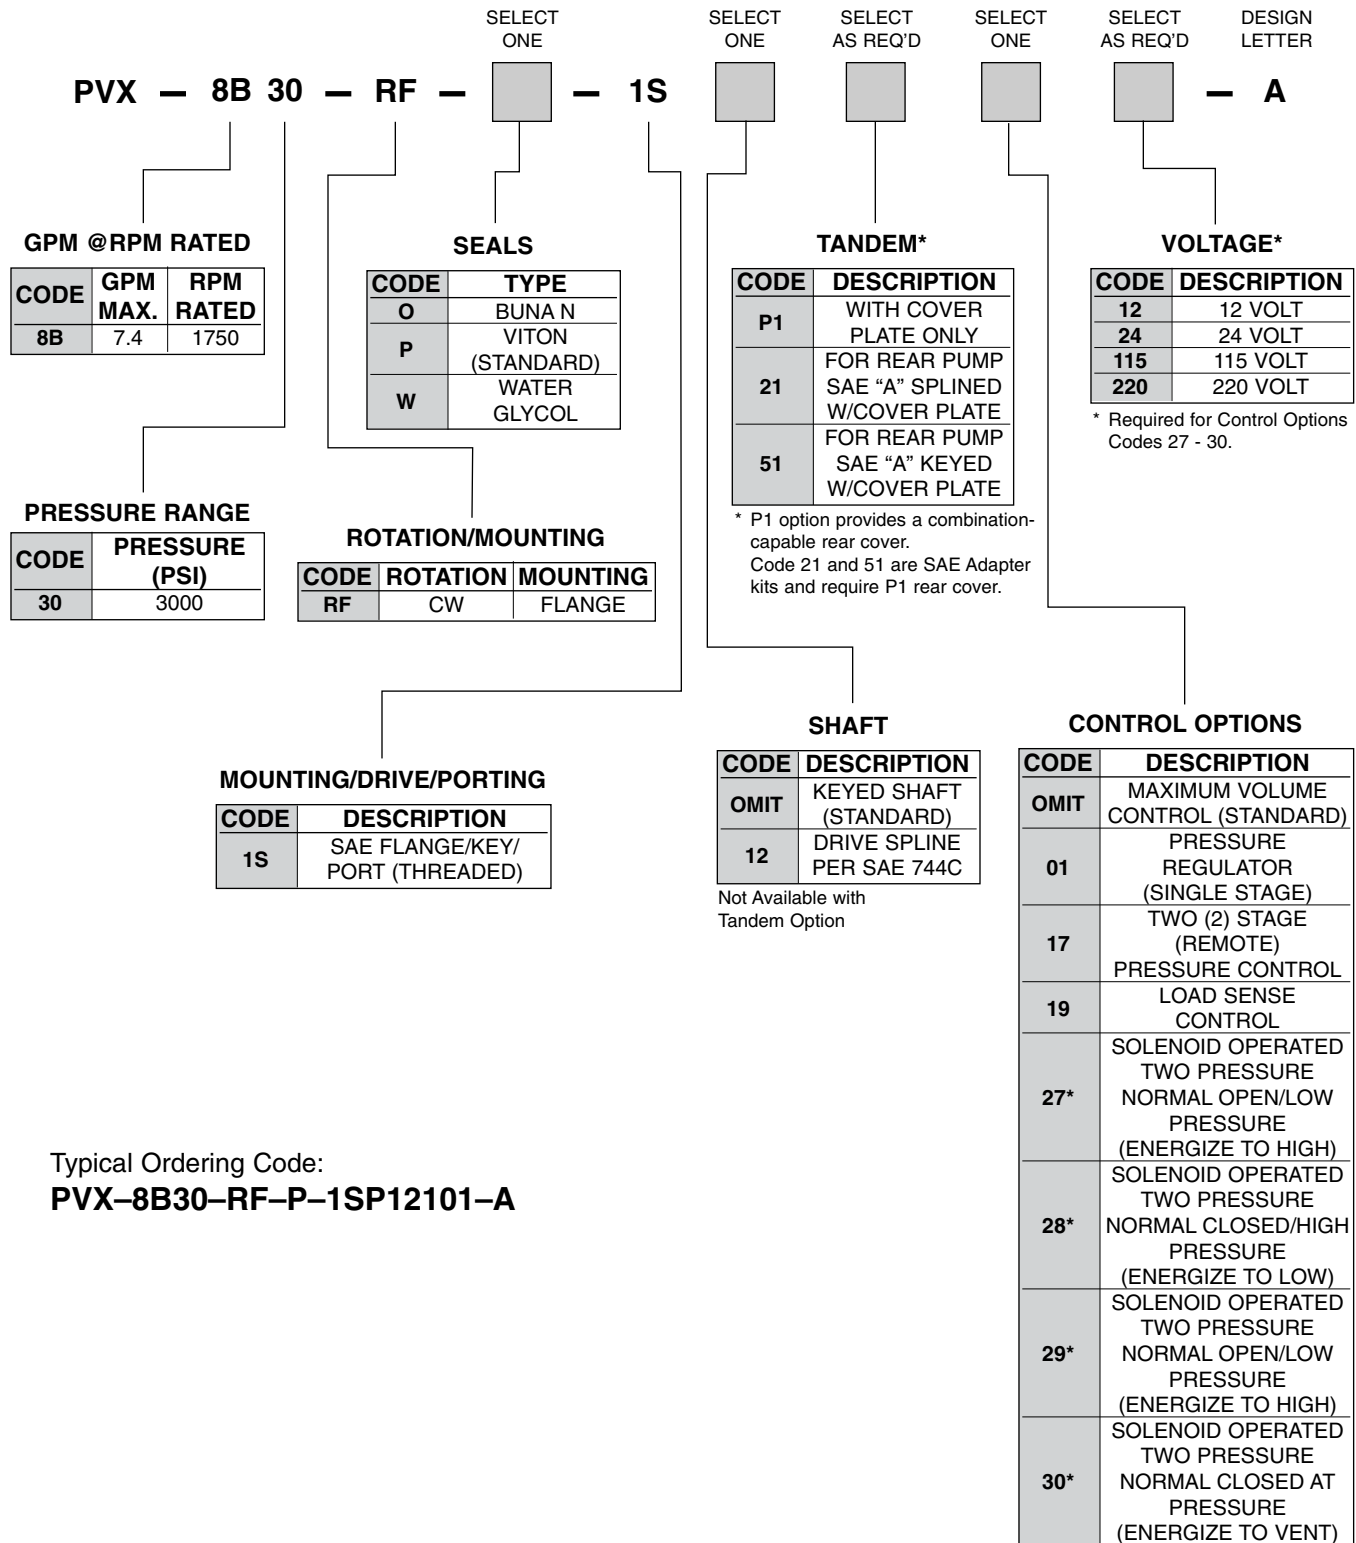 SELECT ONE
SELECT ONE
SELECT AS REQ'D
SELECT ONE
SELECT AS REQ'D
DESIGN LETTER
PVX – 8B 30 – RF – – 1S – A
GPM @RPM RATED
CODE GPM MAX. RPM RATED
8B 7.4 1750
PRESSURE RANGE
CODE PRESSURE (PSI)
30 3000
SEALS
CODE TYPE
O BUNA N
P VITON (STANDARD)
W WATER GLYCOL
ROTATION/MOUNTING
CODE ROTATION MOUNTING
RF CW FLANGE
MOUNTING/DRIVE/PORTING
CODE DESCRIPTION
1S SAE FLANGE/KEY/
PORT (THREADED)
TANDEM*
CODE DESCRIPTION
P1 WITH COVER
PLATE ONLY
21 FOR REAR PUMP
SAE “A” SPLINED
W/COVER PLATE
51 FOR REAR PUMP
SAE “A” KEYED
W/COVER PLATE
* P1 option provides a combination-
capable rear cover.
Code 21 and 51 are SAE Adapter
kits and require P1 rear cover.
VOLTAGE*
CODE DESCRIPTION
12 12 VOLT
24 24 VOLT
115 115 VOLT
220 220 VOLT
* Required for Control Options
Codes 27 - 30.
SHAFT
CODE DESCRIPTION
OMIT KEYED SHAFT
(STANDARD)
12 DRIVE SPLINE
PER SAE 744C
Not Available with
Tandem Option
CONTROL OPTIONS
CODE DESCRIPTION
OMIT MAXIMUM VOLUME
CONTROL (STANDARD)
01 PRESSURE
REGULATOR
(SINGLE STAGE)
17 TWO (2) STAGE
(REMOTE)
PRESSURE CONTROL
19 LOAD SENSE
CONTROL
27* SOLENOID OPERATED
TWO PRESSURE
NORMAL OPEN/LOW
PRESSURE
(ENERGIZE TO HIGH)
28* SOLENOID OPERATED
TWO PRESSURE
NORMAL CLOSED/HIGH
PRESSURE
(ENERGIZE TO LOW)
29* SOLENOID OPERATED
TWO PRESSURE
NORMAL OPEN/LOW
PRESSURE
(ENERGIZE TO HIGH)
30* SOLENOID OPERATED
TWO PRESSURE
NORMAL CLOSED AT
PRESSURE
(ENERGIZE TO VENT)
Typical Ordering Code:
PVX–8B30–RF–P–1SP12101–A